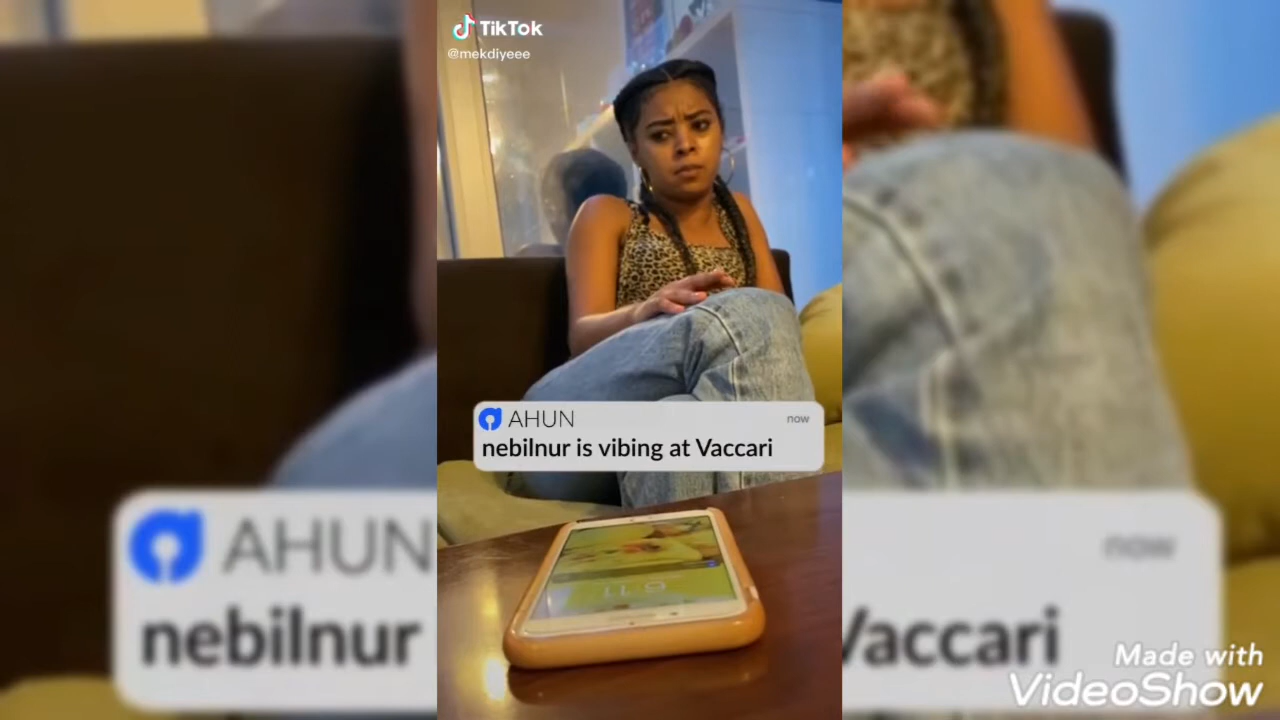 TikTok
@mekdiyeee
AHUN now
nebilnur is vibing at Vaccari
AHUN
now
nebilnur
Vaccari
Made with
VideoShow